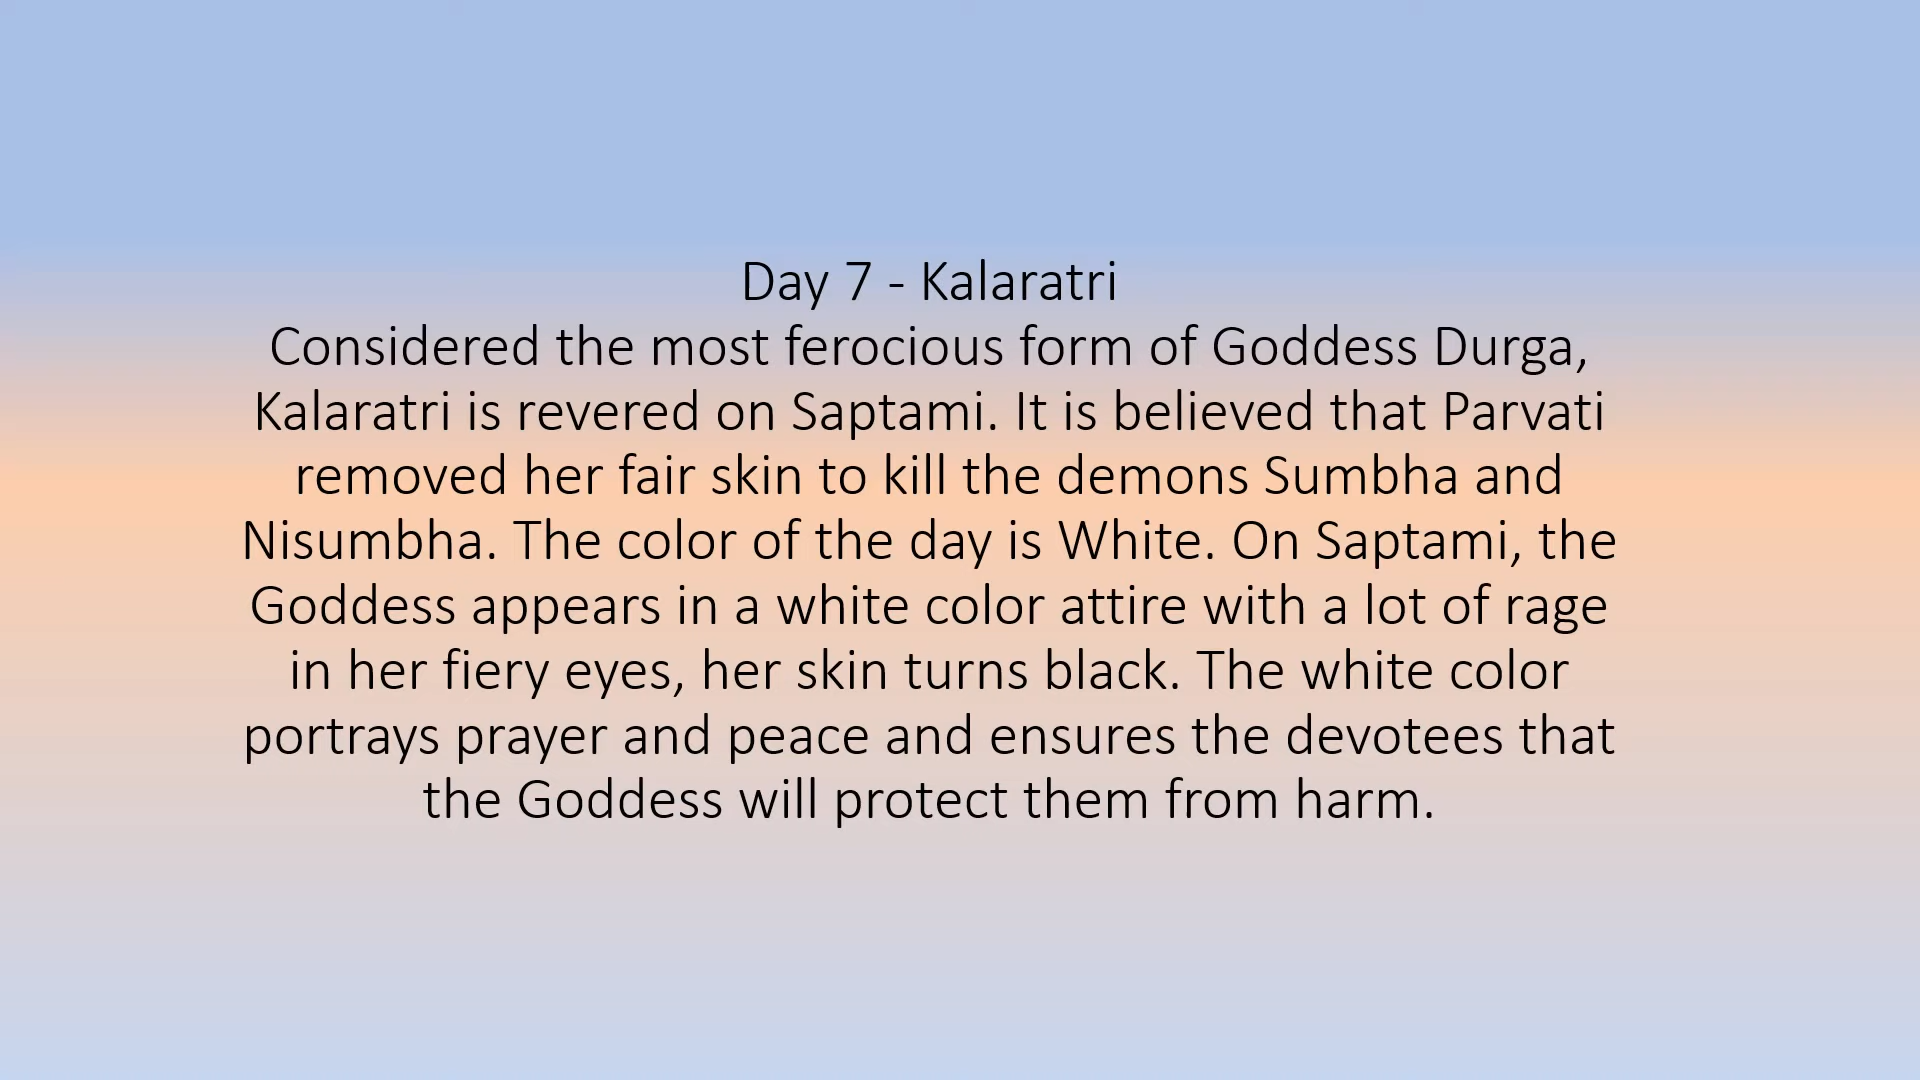 Day 7 - Kalaratri
Considered the most ferocious form of Goddess Durga,
Kalaratri is revered on Saptami. It is believed that Parvati
removed her fair skin to kill the demons Sumbha and
Nisumbha. The color of the day is White. On Saptami, the
Goddess appears in a white color attire with a lot of rage
in her fiery eyes, her skin turns black. The white color
portrays prayer and peace and ensures the devotees that
the Goddess will protect them from harm.